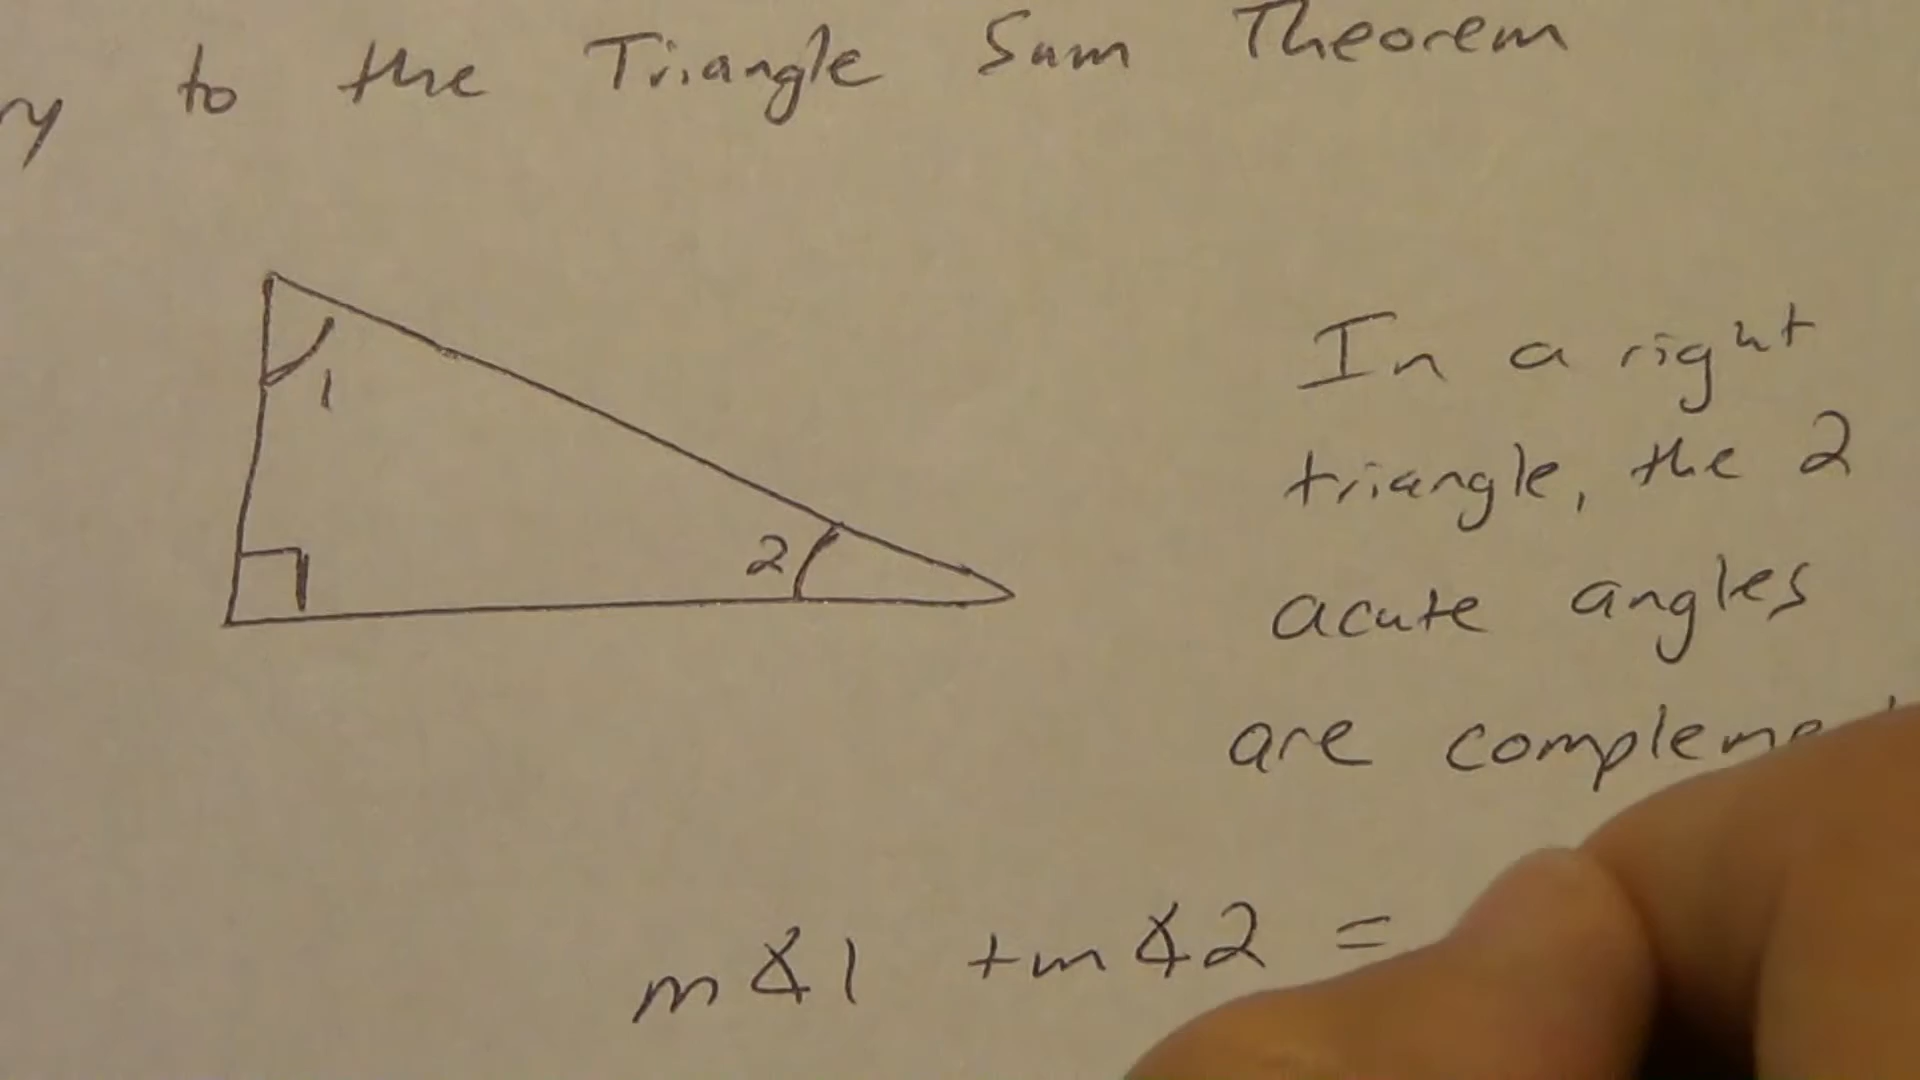 to the Triangle Sum Theorem
1
2
In a right
triangle, the 2
acute angles
are
m∡1 + m∡2 =